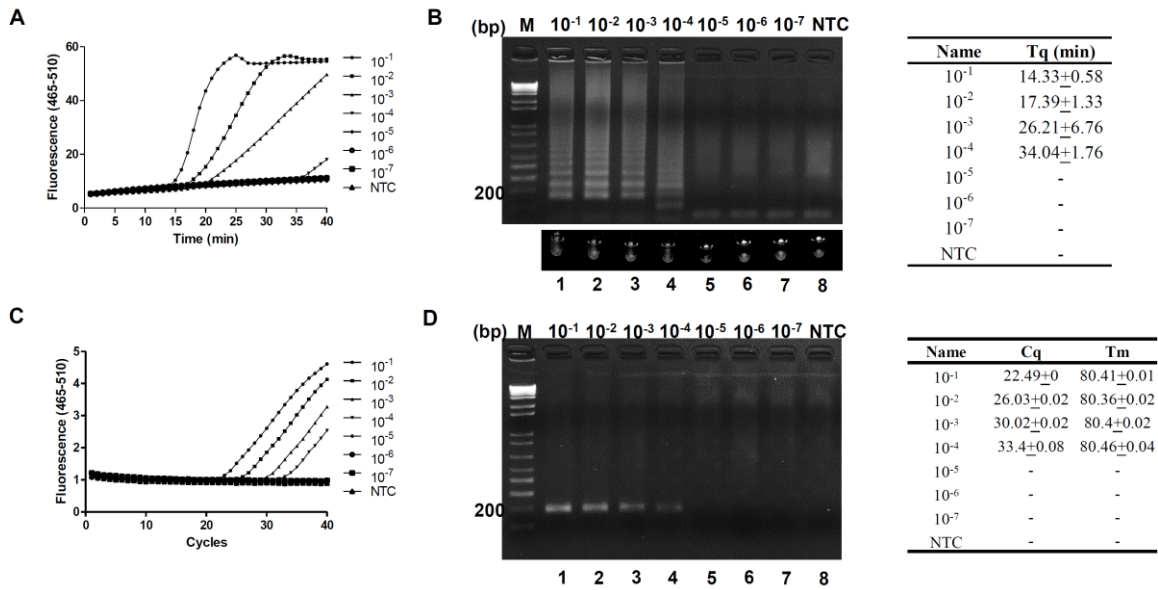 A
Fluorescence (465-510)
60
40
20
0
0 5 10 15 20 25 30 35 40
Time (min)
10-1
10-2
10-3
10-4
10-5
10-6
10-7
NTC
B
(bp) M 10-1 10-2 10-3 10-4 10-5 10-6 10-7 NTC
200
1 2 3 4 5 6 7 8
Name Tq (min)
10-1 14.33±0.58
10-2 17.39±1.33
10-3 26.21±6.76
10-4 34.04±1.76
10-5 -
10-6 -
10-7 -
NTC -
C
Fluorescence (465-510)
5
4
3
2
1
0
0 10 20 30 40
Cycles
10-1
10-2
10-3
10-4
10-5
10-6
10-7
NTC
D
(bp) M 10-1 10-2 10-3 10-4 10-5 10-6 10-7 NTC
200
1 2 3 4 5 6 7 8
Name Cq Tm
10-1 22.49±0 80.41±0.01
10-2 26.03±0.02 80.36±0.02
10-3 30.02±0.02 80.4±0.02
10-4 33.4±0.08 80.46±0.04
10-5 - -
10-6 - -
10-7 - -
NTC - -